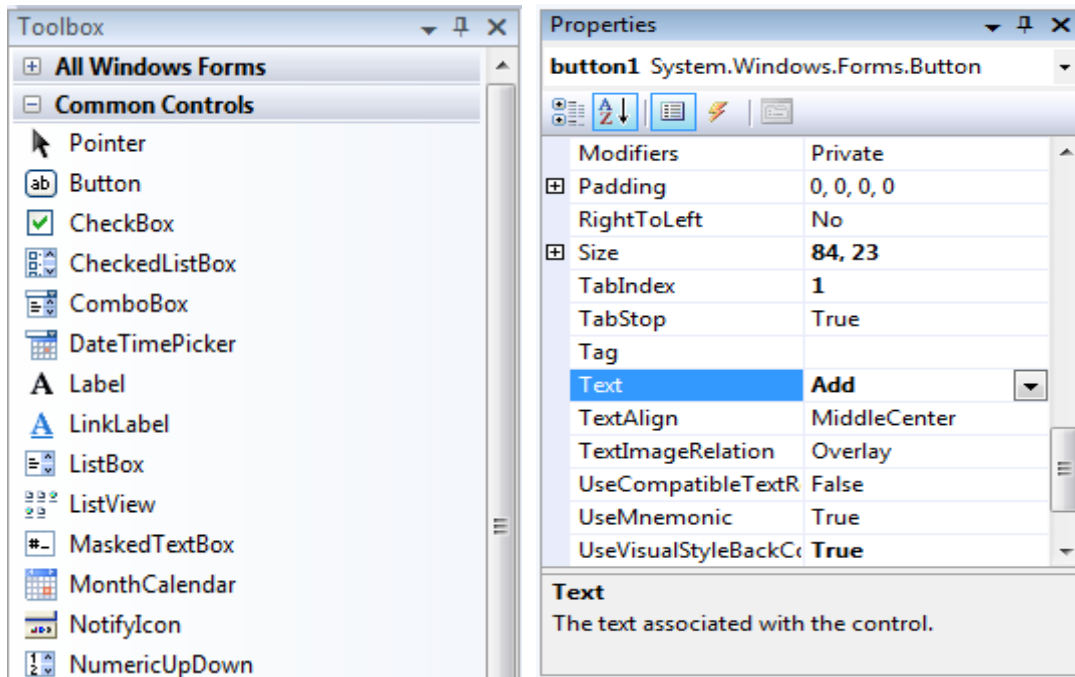 Toolbox
All Windows Forms
Common Controls
Pointer
Button
CheckBox
CheckedListBox
ComboBox
DateTimePicker
Label
LinkLabel
ListBox
ListView
MaskedTextBox
MonthCalendar
NotifyIcon
NumericUpDown
Properties
button1 System.Windows.Forms.Button
Modifiers Private
Padding 0, 0, 0, 0
RightToLeft No
Size 84, 23
TabIndex 1
TabStop True
Tag
Text Add
TextAlign MiddleCenter
TextImageRelation Overlay
UseCompatibleTextR False
UseMnemonic True
UseVisualStyleBackCo True
Text
The text associated with the control.